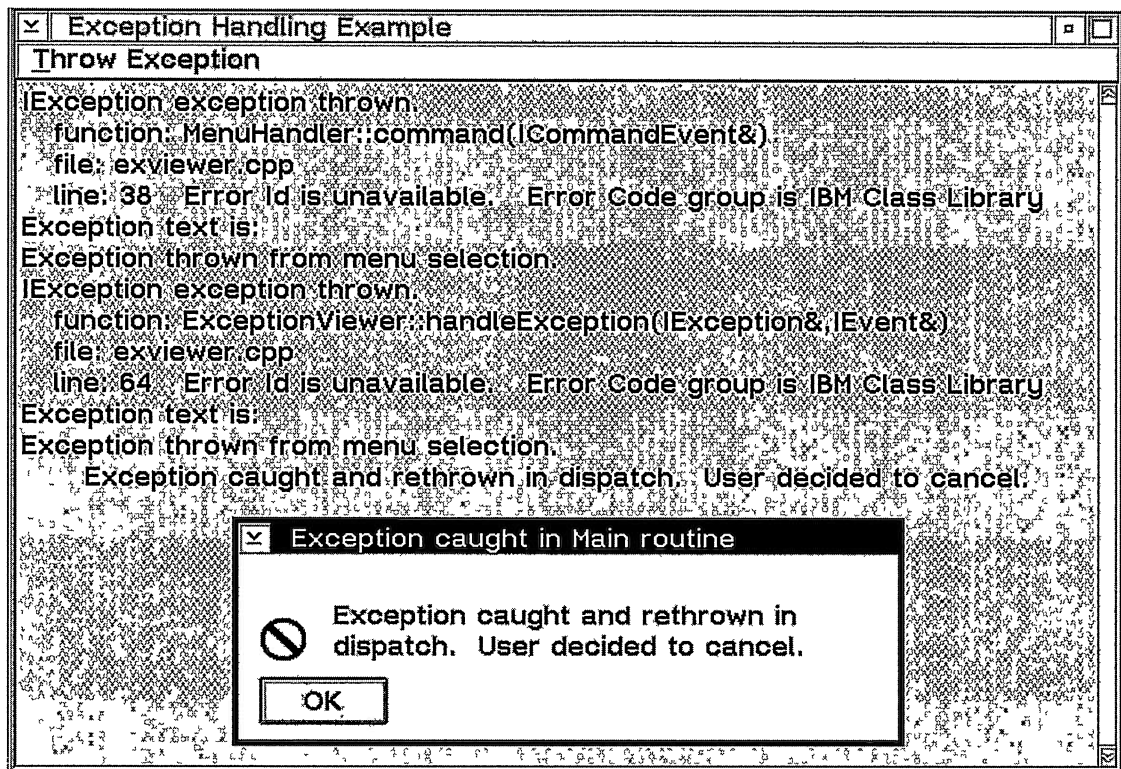 Exception Handling Example
Throw Exception
IException exception thrown.
function: MenuHandler::command(ICommandEvent&)
file: exviewer.cpp
line: 38 Error Id is unavailable. Error Code group is IBM Class Library
Exception text is:
Exception thrown from menu selection.
IException exception thrown.
function: ExceptionViewer::handleException(IException&,IEvent&)
file: exviewer.cpp
line: 64 Error Id is unavailable. Error Code group is IBM Class Library
Exception text is:
Exception thrown from menu selection.
Exception caught and rethrown in dispatch. User decided to cancel.
Exception caught in Main routine
Exception caught and rethrown in
dispatch. User decided to cancel.
OK